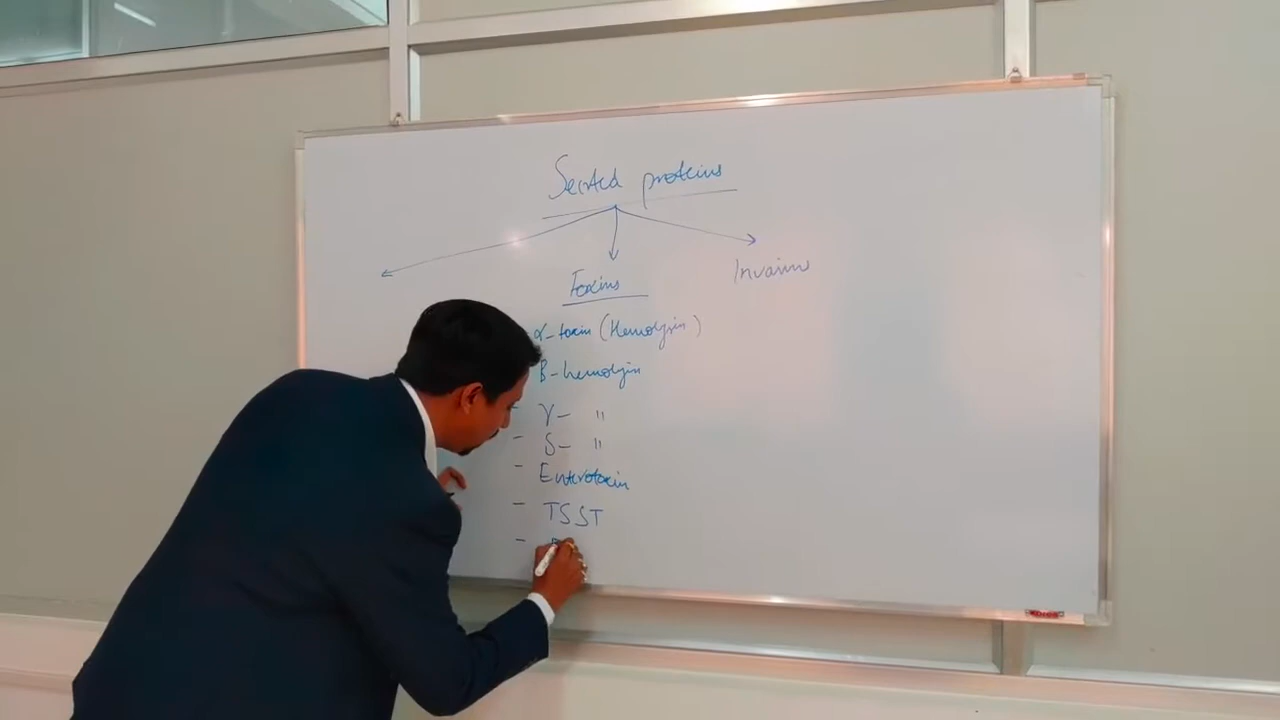 Secreted proteins
Toxins
Invasins
α-toxin (Hemolysin)
β-hemolysin
- γ- "
- δ- "
- Enterotoxin
- TSST
-